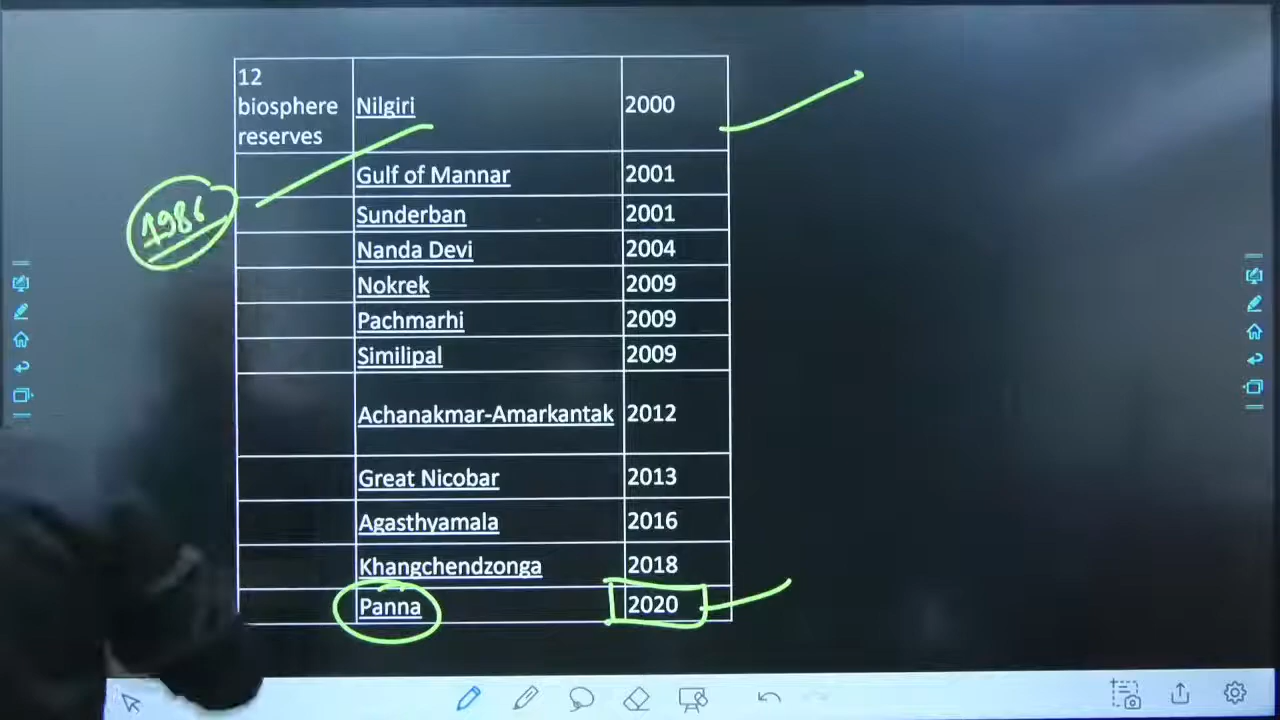 12
biosphere
reserves
Nilgiri
2000
Gulf of Mannar
2001
1986
Sunderban
2001
Nanda Devi
2004
Nokrek
2009
Pachmarhi
2009
Similipal
2009
Achanakmar-Amarkantak
2012
Great Nicobar
2013
Agasthyamala
2016
Khangchendzonga
2018
Panna
2020